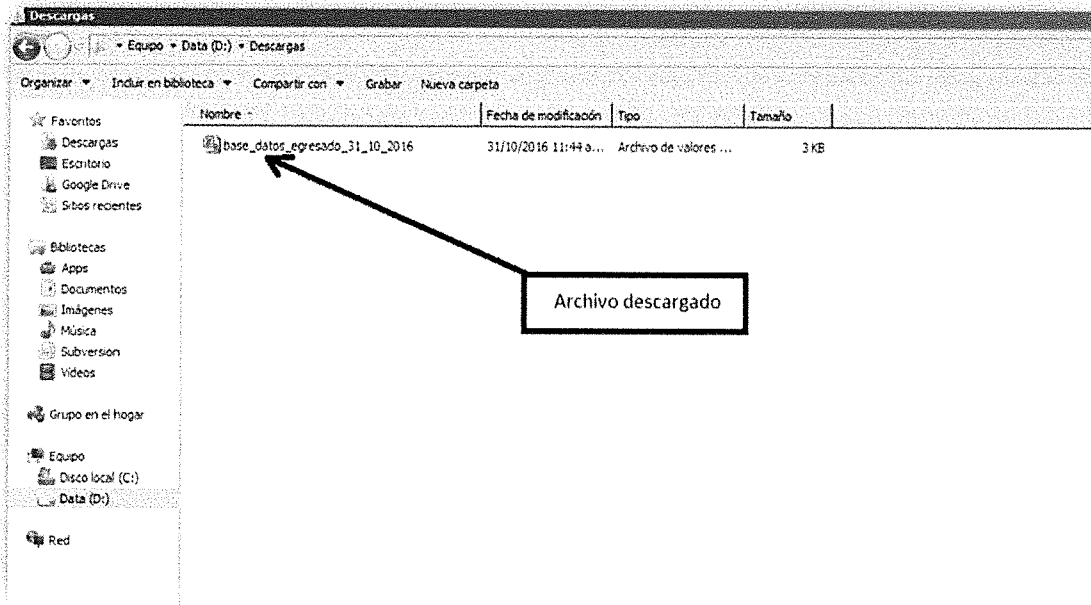 Descargas
Equipo Data (D:) Descargas
Organizar Incluir en biblioteca Compartir con Grabar Nueva carpeta
Nombre Fecha de modificación Tipo Tamaño
base_datos_egresado_31_10_2016 31/10/2016 11:44 a... Archivo de valores ... 3 KB
Favoritos
Descargas
Escritorio
Google Drive
Sitios recientes
Bibliotecas
Apps
Documentos
Imágenes
Música
Subversion
Vídeos
Grupo en el hogar
Equipo
Disco local (C:)
Data (D:)
Red
Archivo descargado